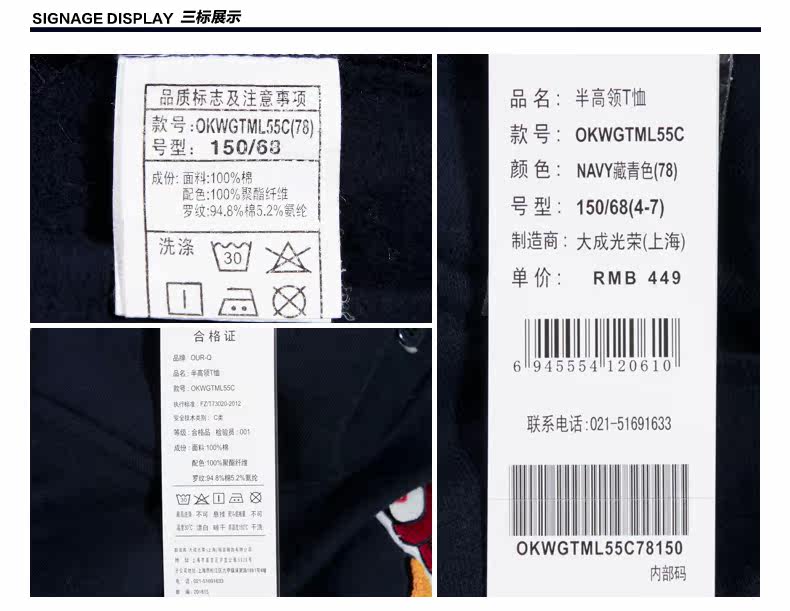 SIGNAGE DISPLAY 三标展示
品质标志及注意事项
款号:OKWGTML55C(78)
号型: 150/68
成份: 面料:100%棉
配色:100%聚酯纤维
罗纹:94.8%棉5.2%氨纶
洗涤
30
合格证
品牌: OUR-Q
品名: 半高领T恤
款号: OKWGTML55C
执行标准: FZ/T73020-2012
安全技术类别: C类
等级: 合格品 检验员: 001
成份: 面料:100%棉
配色:100%聚酯纤维
罗纹:94.8%棉5.2%氨纶
品名: 半高领T恤
款号: OKWGTML55C
颜色: NAVY藏青色(78)
号型: 150/68(4-7)
制造商: 大成光荣(上海)
单价: RMB 449
6 945554 120610
联系电话:021-51691633
OKWGTML55C78150
内部码